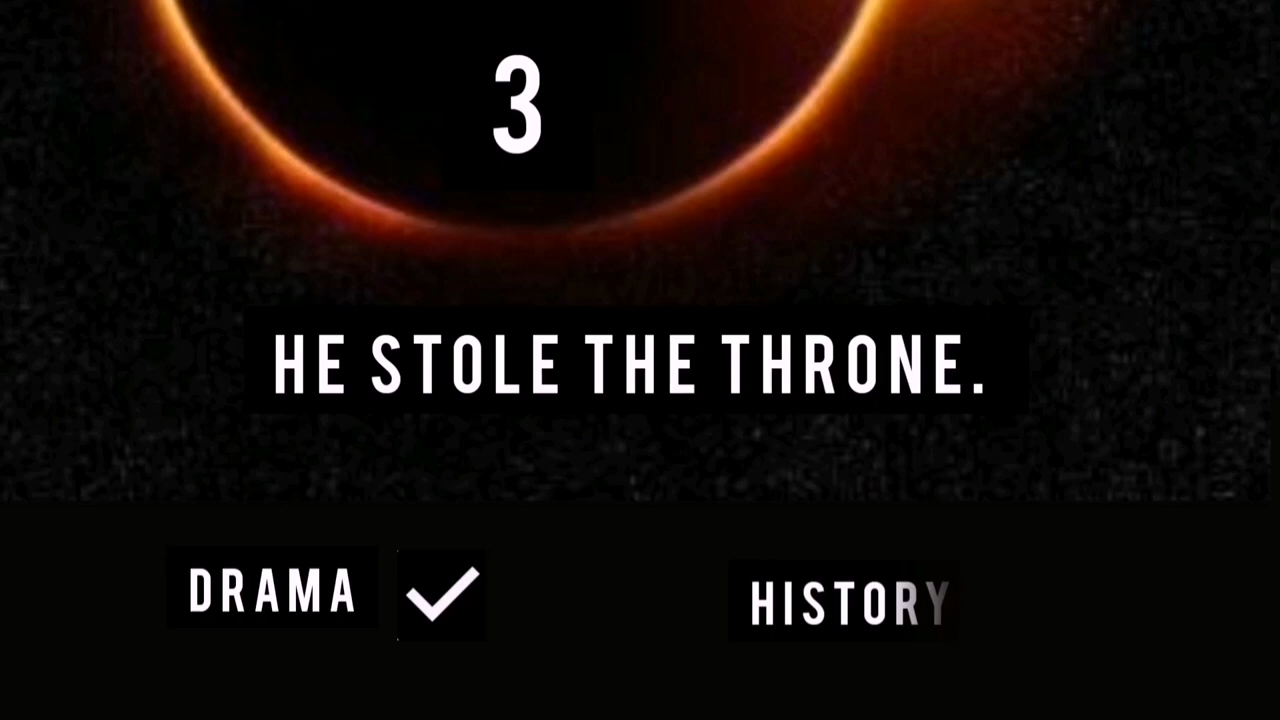 3
HE STOLE THE THRONE.
DRAMA ✓ HISTORY